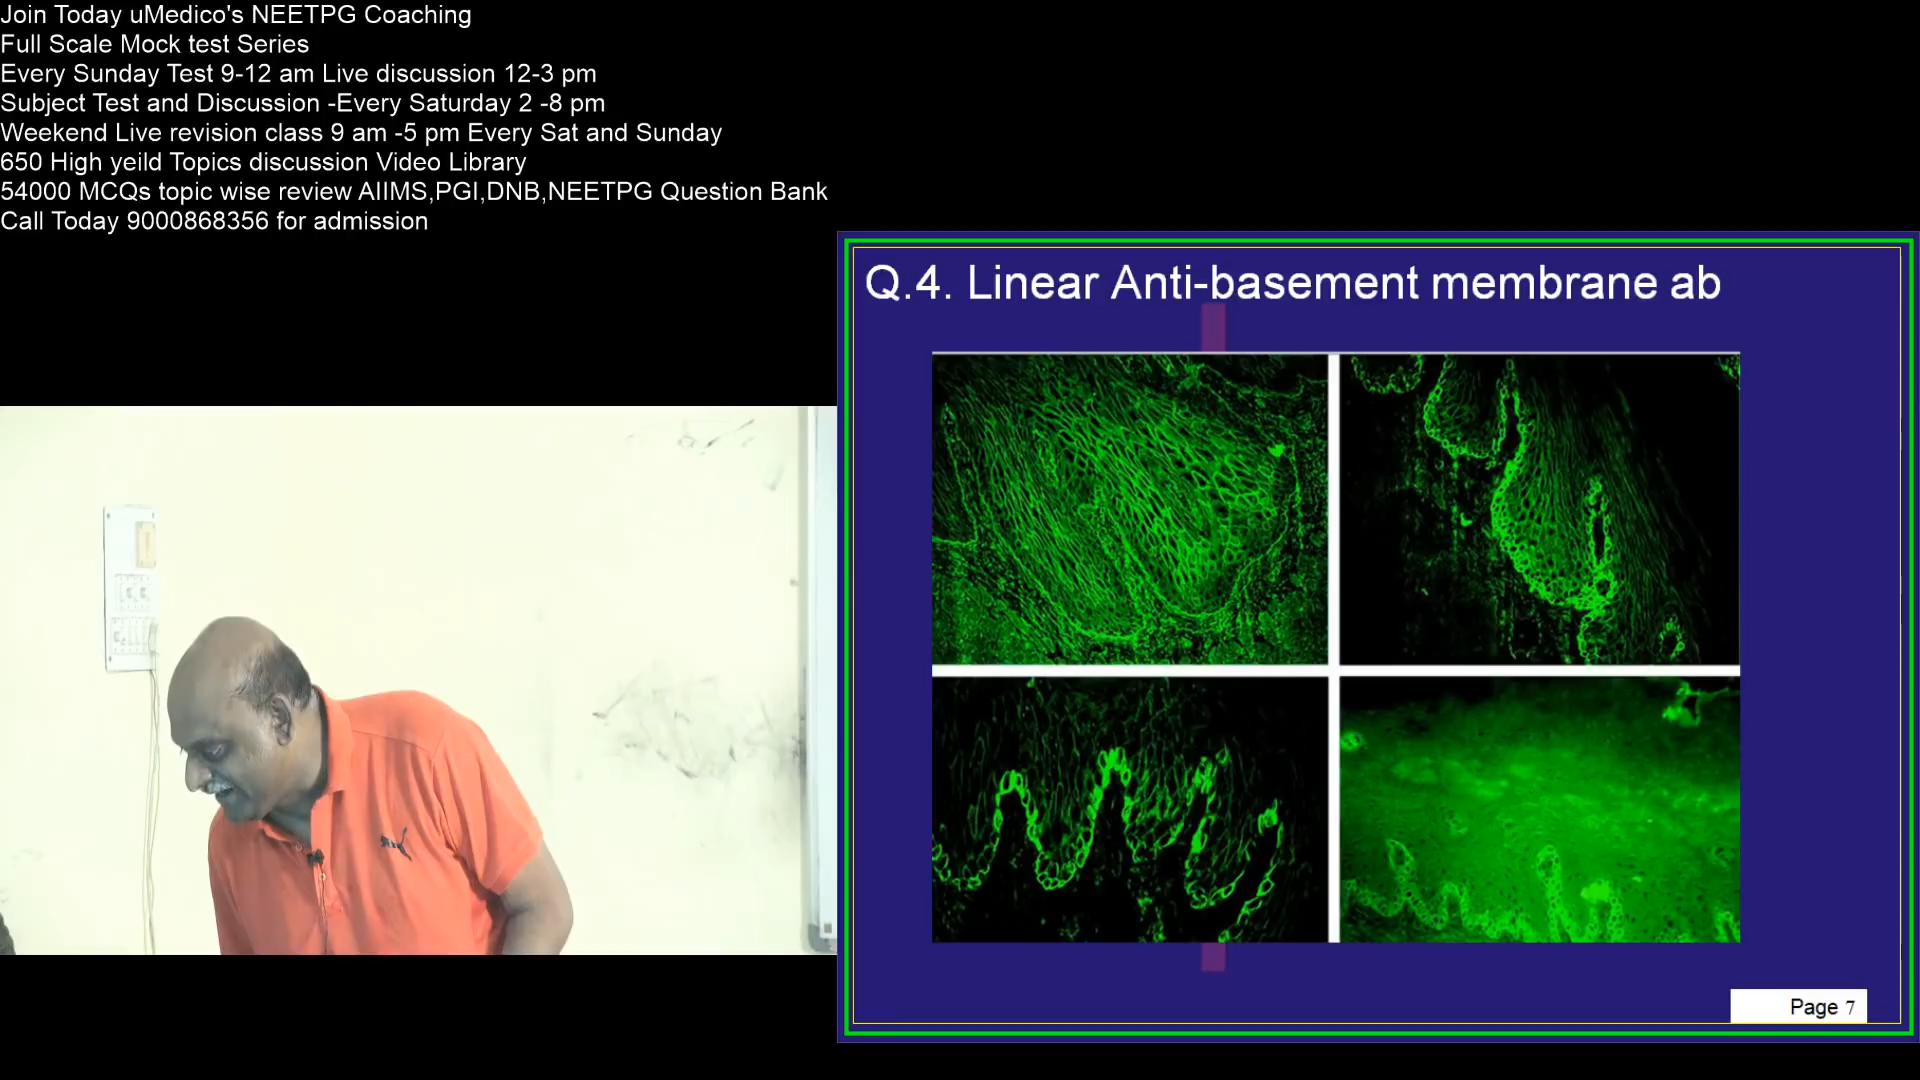 Join Today uMedico's NEETPG Coaching
Full Scale Mock test Series
Every Sunday Test 9-12 am Live discussion 12-3 pm
Subject Test and Discussion -Every Saturday 2 -8 pm
Weekend Live revision class 9 am -5 pm Every Sat and Sunday
650 High yeild Topics discussion Video Library
54000 MCQs topic wise review AIIMS,PGI,DNB,NEETPG Question Bank
Call Today 9000868356 for admission
Q.4. Linear Anti-basement membrane ab
Page 7